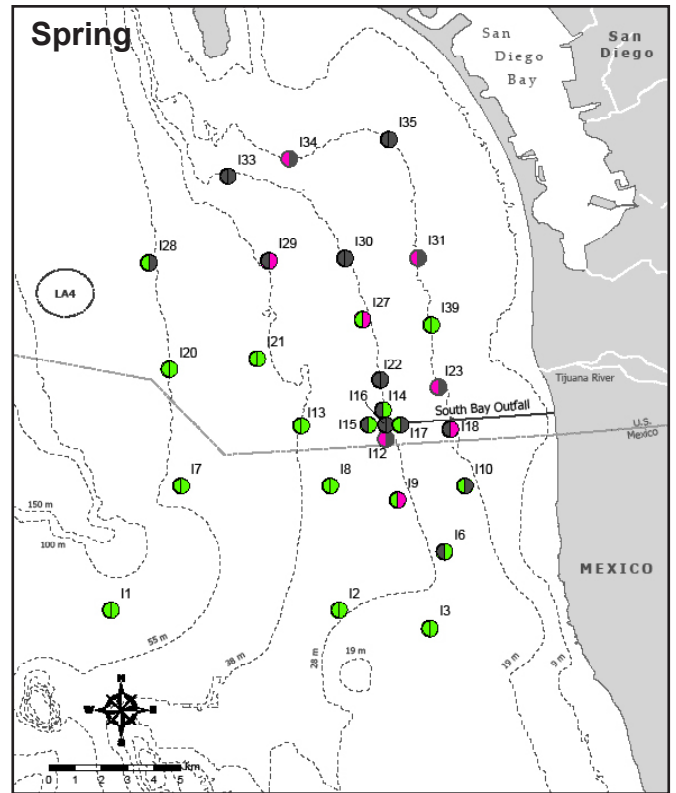 Spring
San
Diego
Bay
San
Diego
I35
I34
I33
I28
I29
I30
I31
LA4
I27
I39
I21
I20
I22
I23
Tijuana River
I16
I14
South Bay Outfall
I13
I15
I17
I18
U.S.
Mexico
I12
I7
I8
I9
I10
150 m
100 m
I6
MEXICO
I1
I2
I3
55 m
38 m
28 m
19 m
19 m
9 m
N
W
E
S
km
0 1 2 3 4 5